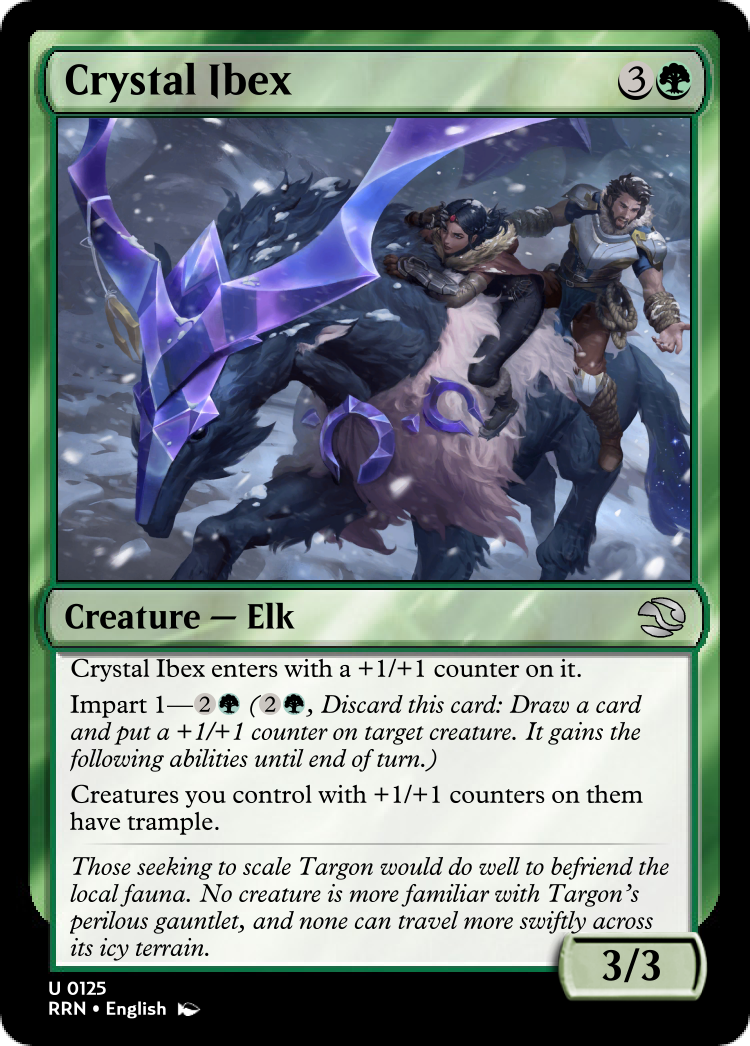 Crystal Ibex 3
Creature — Elk
Crystal Ibex enters with a +1/+1 counter on it.
Impart 1—2 (2, Discard this card: Draw a card
and put a +1/+1 counter on target creature. It gains the
following abilities until end of turn.)
Creatures you control with +1/+1 counters on them
have trample.
Those seeking to scale Targon would do well to befriend the
local fauna. No creature is more familiar with Targon's
perilous gauntlet, and none can travel more swiftly across
its icy terrain.
3/3
U 0125
RRN • English